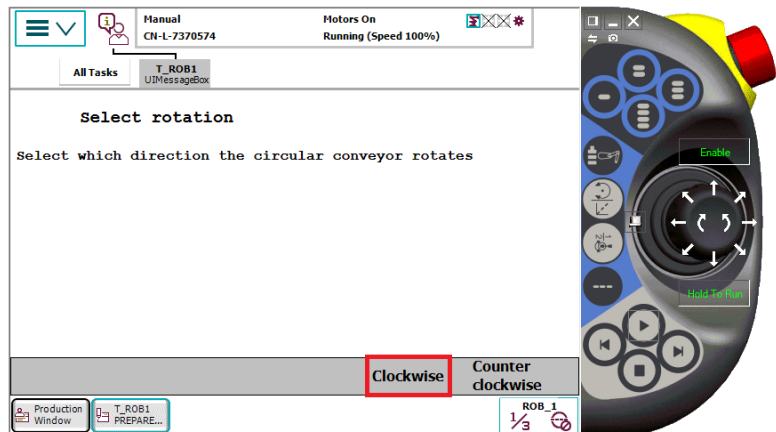 Manual
CN-L-7370574
Motors On
Running (Speed 100%)
All Tasks
T_ROB1
UIMessageBox
Select rotation
Select which direction the circular conveyor rotates
Clockwise
Counter
clockwise
Production
Window
T_ROB1
PREPARE...
ROB_1
1/3
Enable
Hold To Run